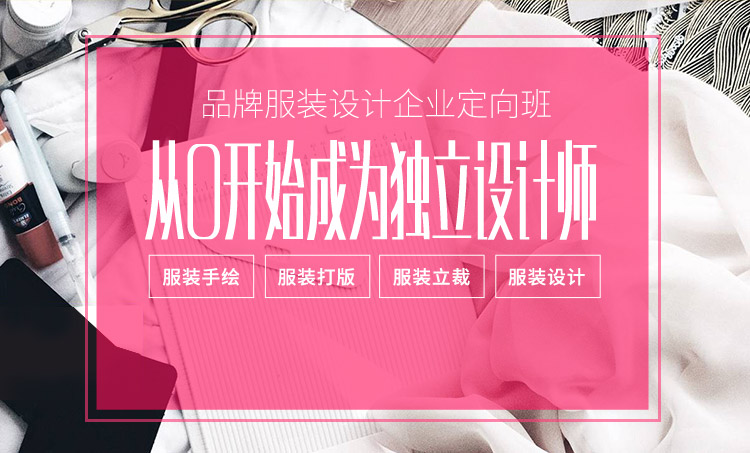 品牌服装设计企业定向班
从0开始成为独立设计师
服装手绘 服装打版 服装立裁 服装设计